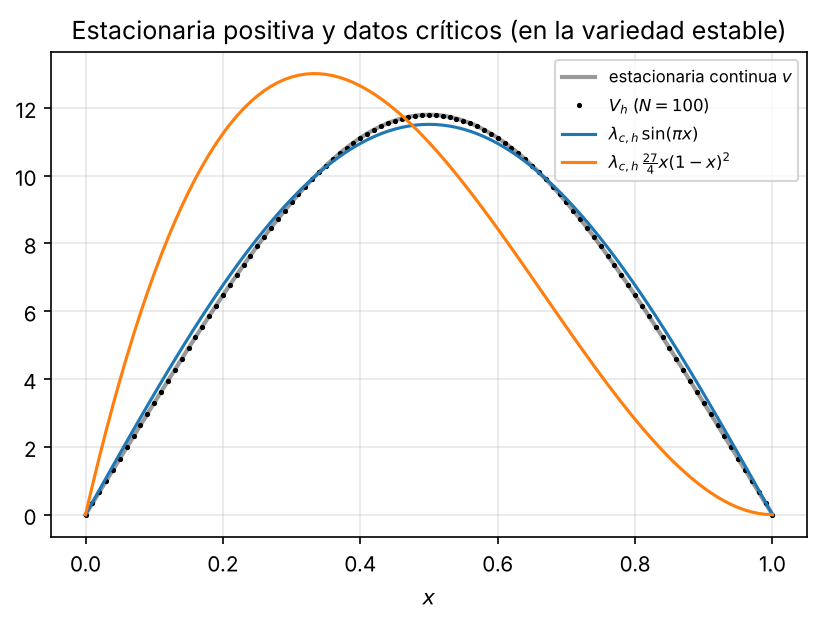 Estacionaria positiva y datos críticos (en la variedad estable)
estacionaria continua v
V_h (N = 100)
λ_{c,h} sin(πx)
λ_{c,h} 27/4 x(1 − x)²
12
10
8
6
4
2
0
0.0 0.2 0.4 0.6 0.8 1.0
x